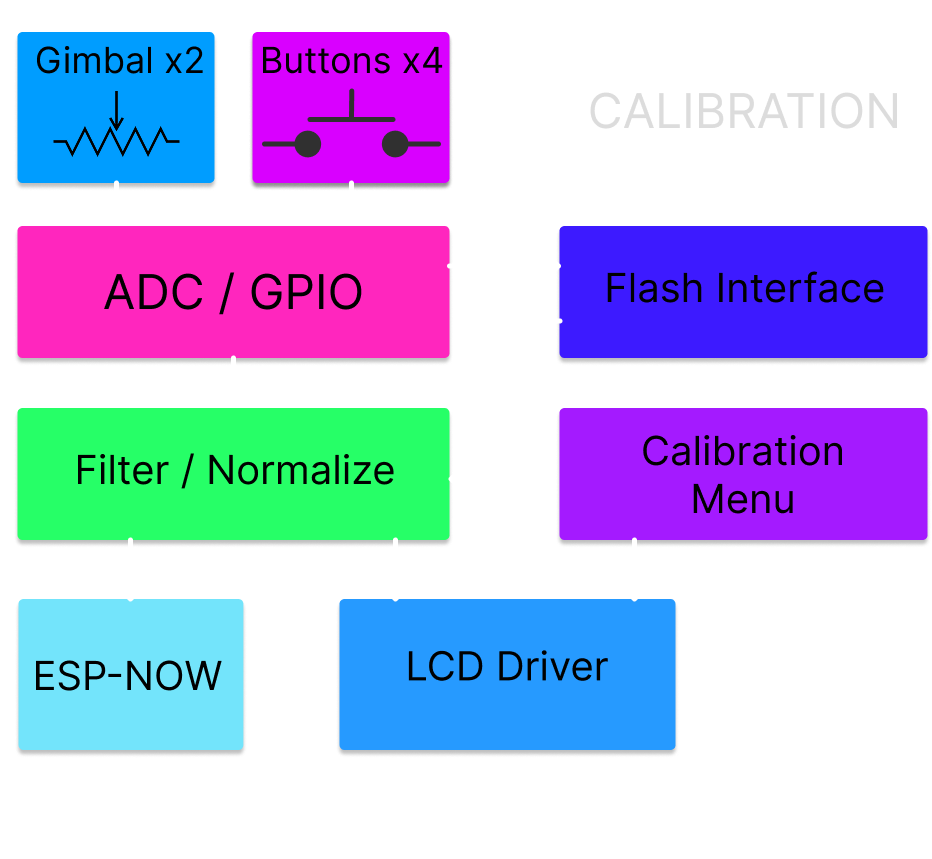 Gimbal x2
Buttons x4
CALIBRATION
ADC / GPIO
Flash Interface
Filter / Normalize
Calibration
Menu
ESP-NOW
LCD Driver